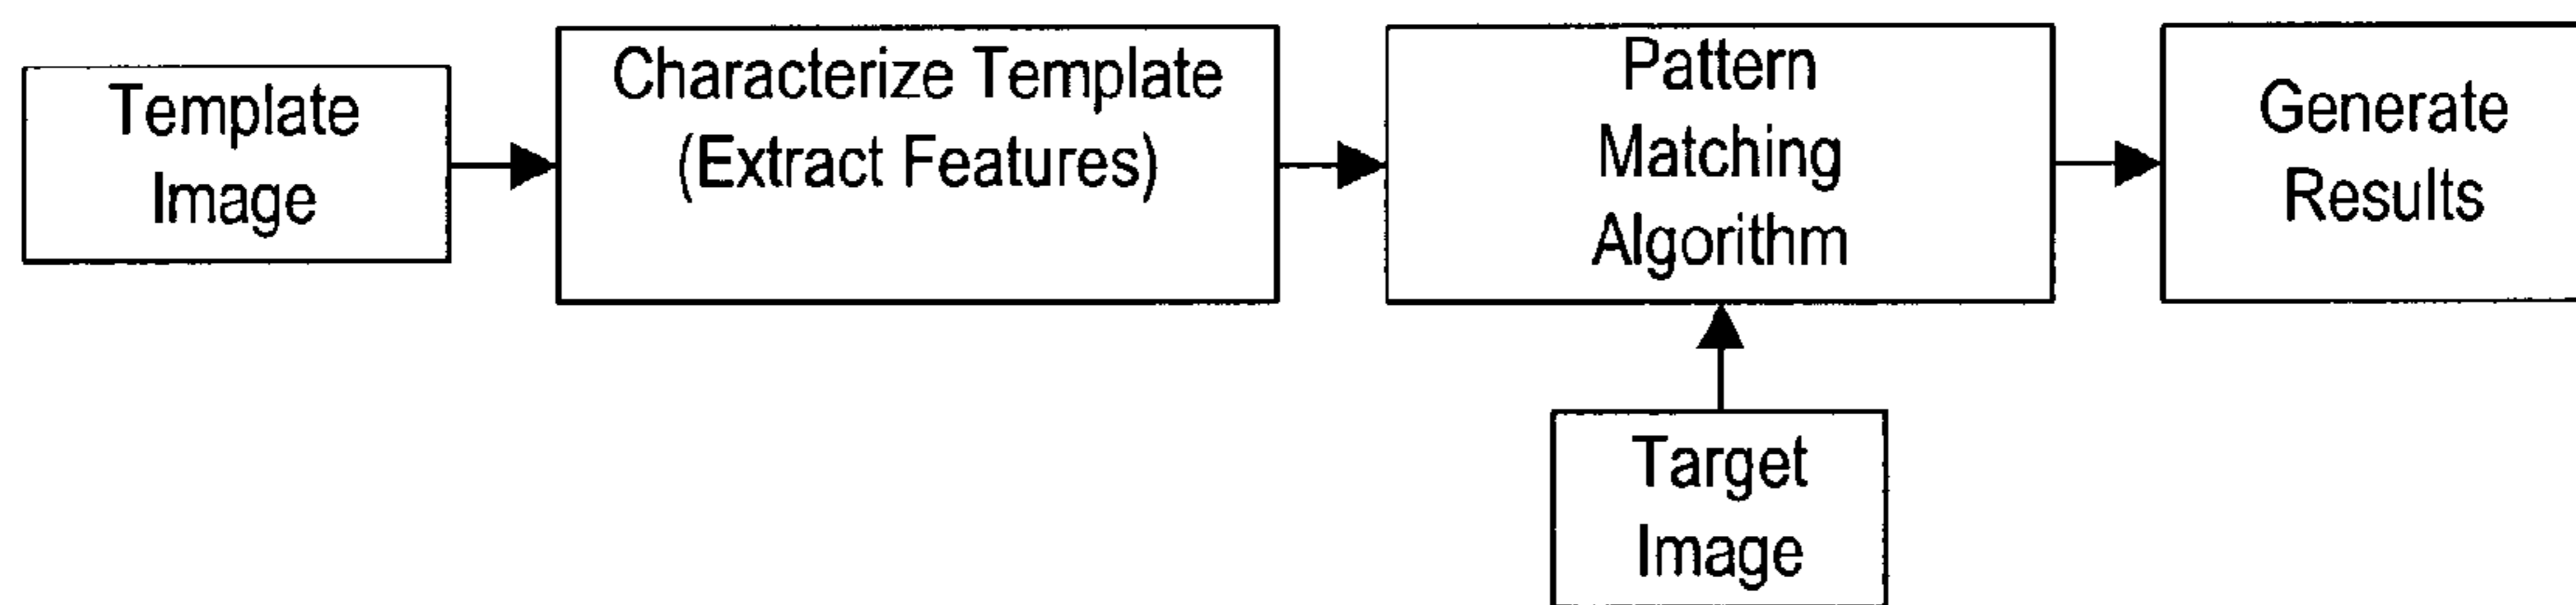 Template
Image
Characterize Template
(Extract Features)
Pattern
Matching
Algorithm
Generate
Results
Target
Image